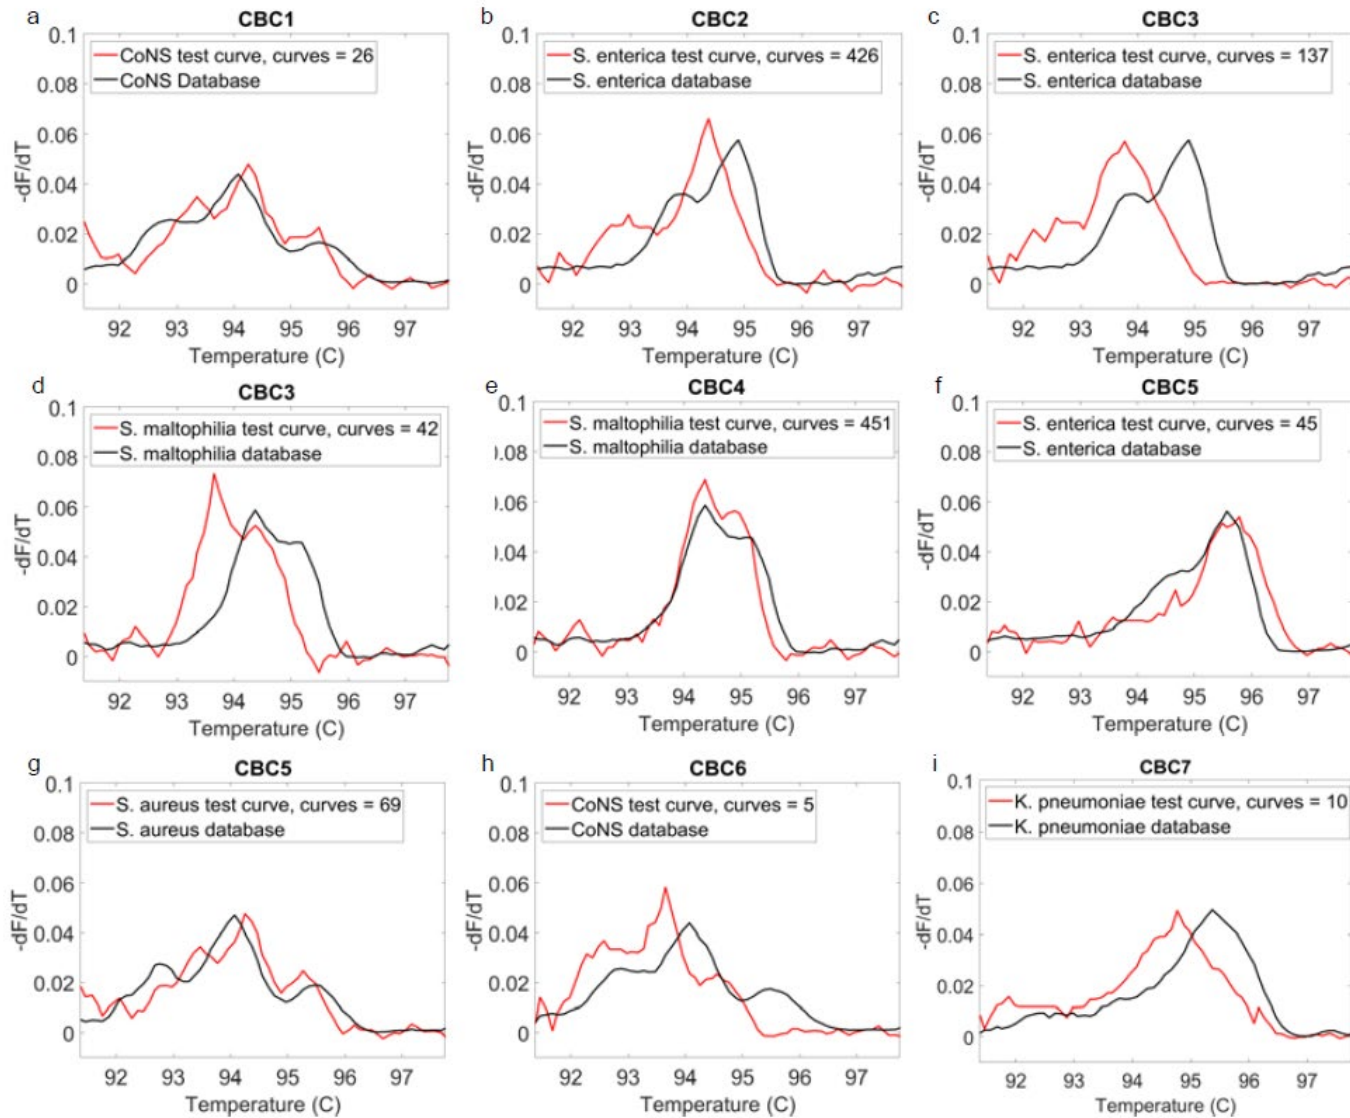 a CBC1
b CBC2
c CBC3
0.1 0.1 0.1
CoNS test curve, curves = 26
CoNS Database
S. enterica test curve, curves = 426
S. enterica database
S. enterica test curve, curves = 137
S. enterica database
0.08 0.08 0.08
0.06 0.06 0.06
0.04 0.04 0.04
0.02 0.02 0.02
0 0 0
-dF/dT -dF/dT -dF/dT
92 93 94 95 96 97
92 93 94 95 96 97
92 93 94 95 96 97
Temperature (C) Temperature (C) Temperature (C)
d CBC3
e CBC4
f CBC5
0.1 0.1 0.1
S. maltophilia test curve, curves = 42
S. maltophilia database
S. maltophilia test curve, curves = 451
S. maltophilia database
S. enterica test curve, curves = 45
S. enterica database
0.08 0.08 0.08
0.06 0.06 0.06
0.04 0.04 0.04
0.02 0.02 0.02
0 0 0
-dF/dT -dF/dT -dF/dT
92 93 94 95 96 97
92 93 94 95 96 97
92 93 94 95 96 97
Temperature (C) Temperature (C) Temperature (C)
g CBC5
h CBC6
i CBC7
0.1 0.1 0.1
S. aureus test curve, curves = 69
S. aureus database
CoNS test curve, curves = 5
CoNS database
K. pneumoniae test curve, curves = 10
K. pneumoniae database
0.08 0.08 0.08
0.06 0.06 0.06
0.04 0.04 0.04
0.02 0.02 0.02
0 0 0
-dF/dT -dF/dT -dF/dT
92 93 94 95 96 97
92 93 94 95 96 97
92 93 94 95 96 97
Temperature (C) Temperature (C) Temperature (C)